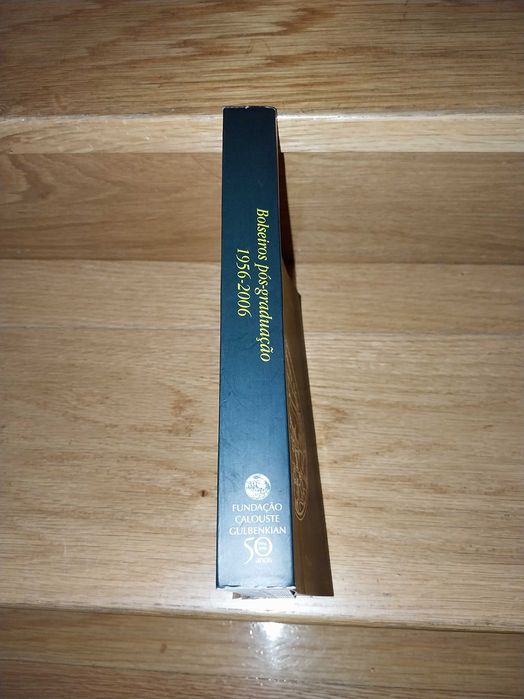 Bolseiros pós-graduação
1956-2006
FUNDAÇÃO
CALOUSTE
GULBENKIAN
50
anos